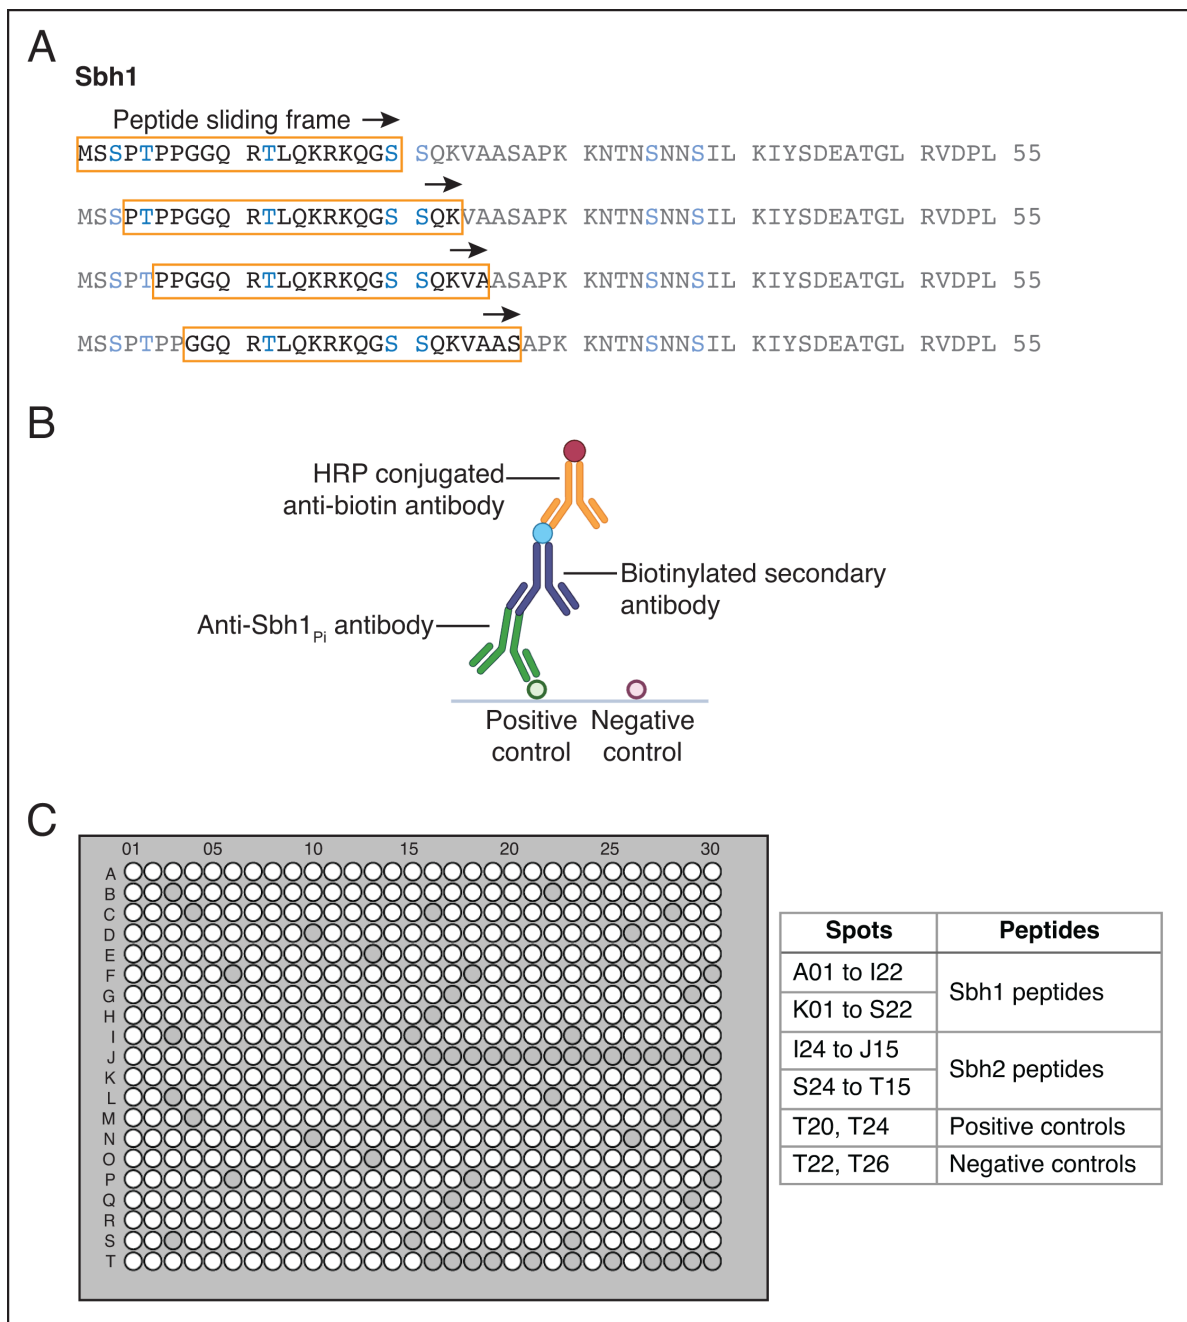 A
Sbh1
Peptide sliding frame
MSSPTPPGGQ RTLQKRKQGS SQKVAASAPK KNTNSNNSIL KIYSDEATGL RVDPL 55
MSSPTPPGGQ RTLQKRKQGS SQKVAASAPK KNTNSNNSIL KIYSDEATGL RVDPL 55
MSSPTPPGGQ RTLQKRKQGS SQKVAASAPK KNTNSNNSIL KIYSDEATGL RVDPL 55
MSSPTPPGGQ RTLQKRKQGS SQKVAASAPK KNTNSNNSIL KIYSDEATGL RVDPL 55
B
HRP conjugated
anti-biotin antibody
Biotinylated secondary
antibody
Anti-Sbh1Pi antibody
Positive control
Negative control
C
01 05 10 15 20 25 30
A
B
C
D
E
F
G
H
I
J
K
L
M
N
O
P
Q
R
S
T
Spots Peptides
A01 to I22
Sbh1 peptides
K01 to S22
I24 to J15
Sbh2 peptides
S24 to T15
T20, T24 Positive controls
T22, T26 Negative controls